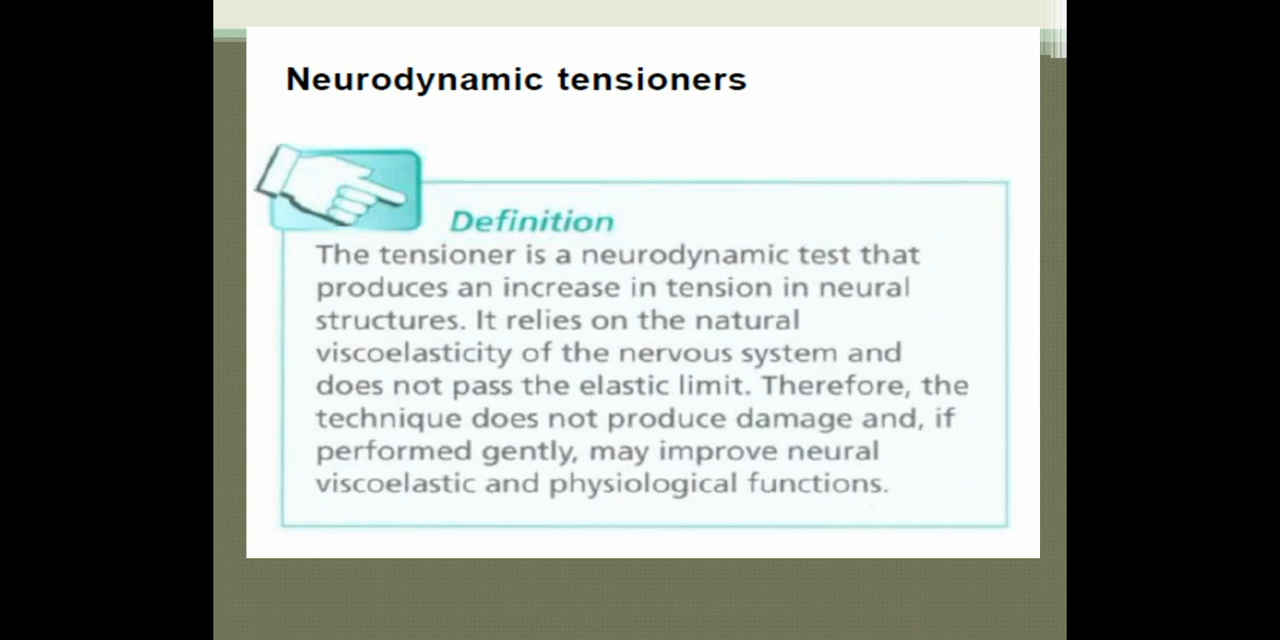 Neurodynamic tensioners
Definition
The tensioner is a neurodynamic test that
produces an increase in tension in neural
structures. It relies on the natural
viscoelasticity of the nervous system and
does not pass the elastic limit. Therefore, the
technique does not produce damage and, if
performed gently, may improve neural
viscoelastic and physiological functions.